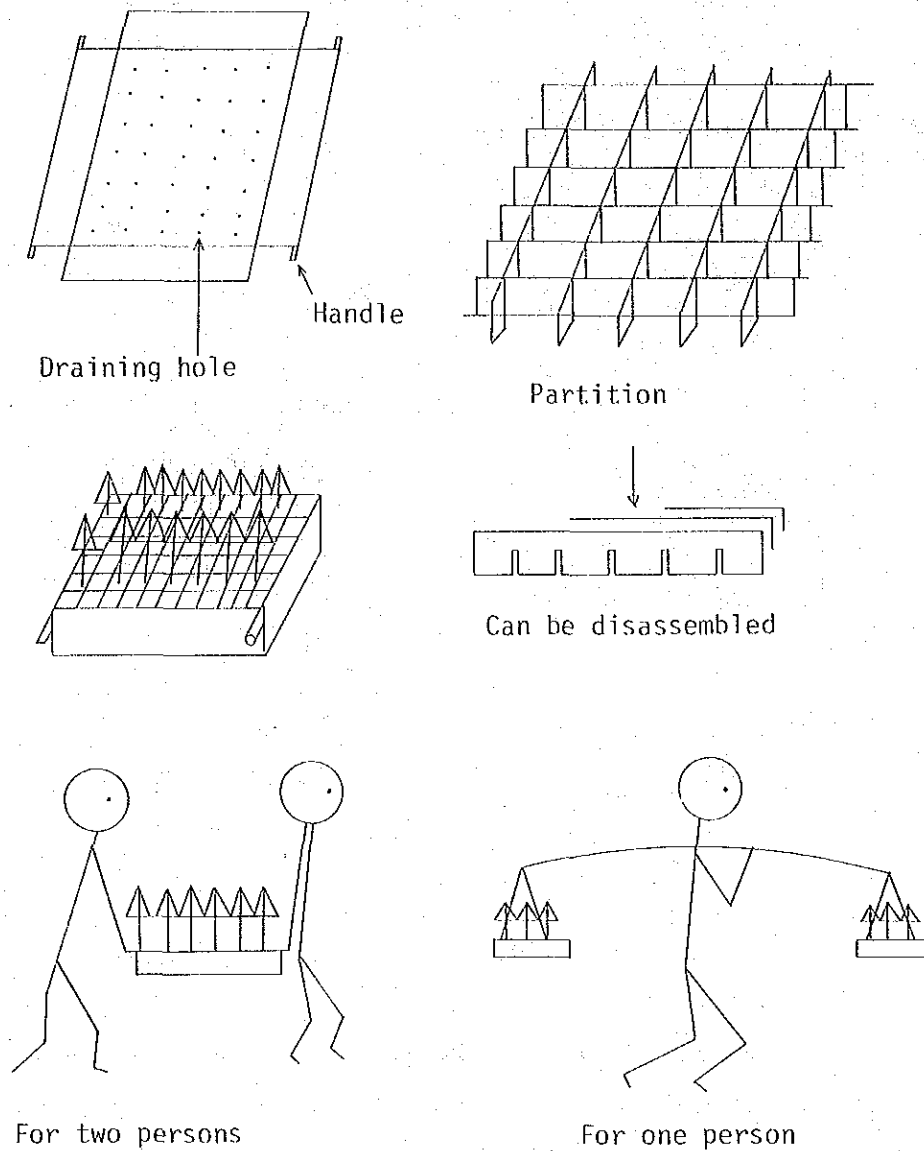 Handle
Draining hole
Partition
Can be disassembled
For two persons
For one person